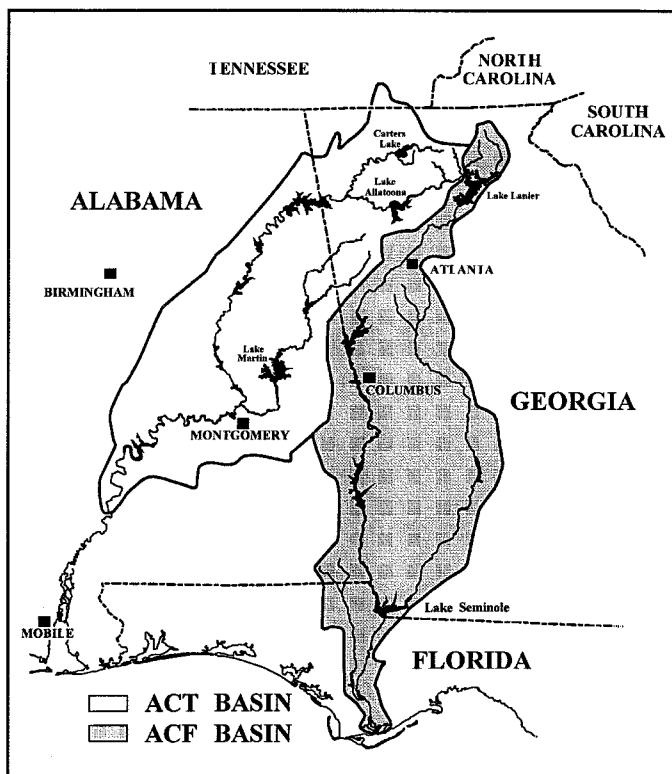 TENNESSEE
NORTH
CAROLINA
SOUTH
CAROLINA
Carters
Lake
Lake
Allatoona
Lake Lanier
ALABAMA
ATLANTA
BIRMINGHAM
Lake
Martin
COLUMBUS
GEORGIA
MONTGOMERY
Lake Seminole
MOBILE
FLORIDA
ACT BASIN
ACF BASIN